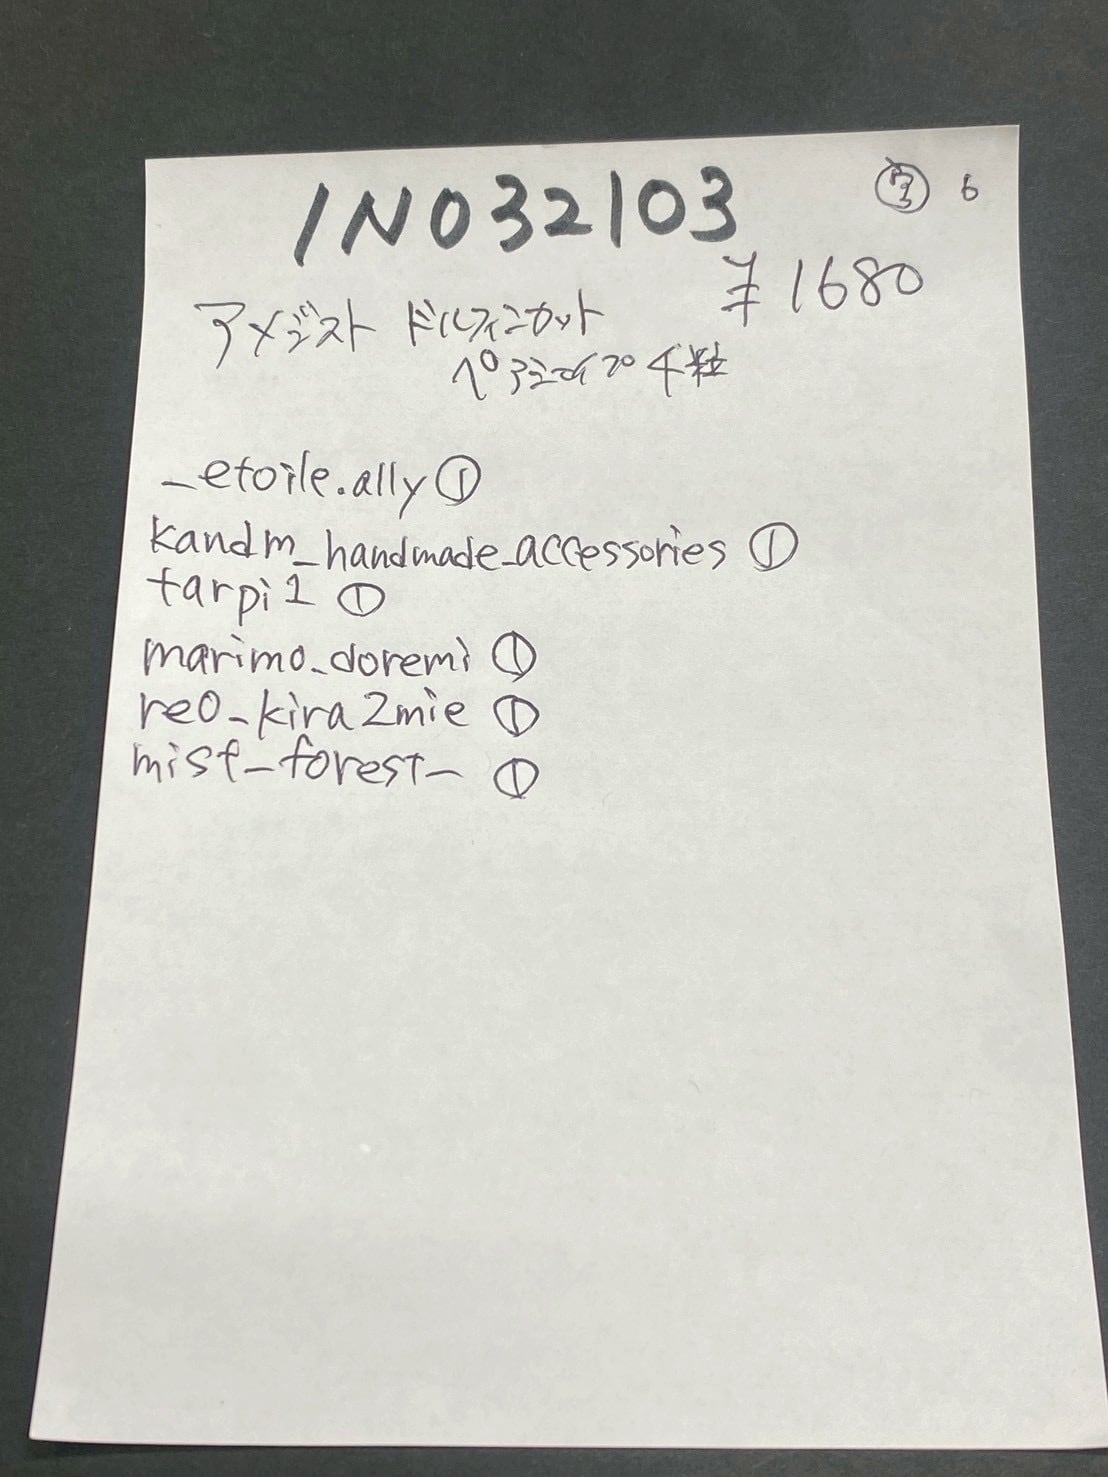 1N032103
6
¥1680
アメジスト ドルフィンカット
ペアシェイプ 4粒
_etoile.ally ①
kandm_handmade_accessories ①
tarpi1 ①
marimo_doremi ①
reo_kira2mie ①
mist_forest_ ①